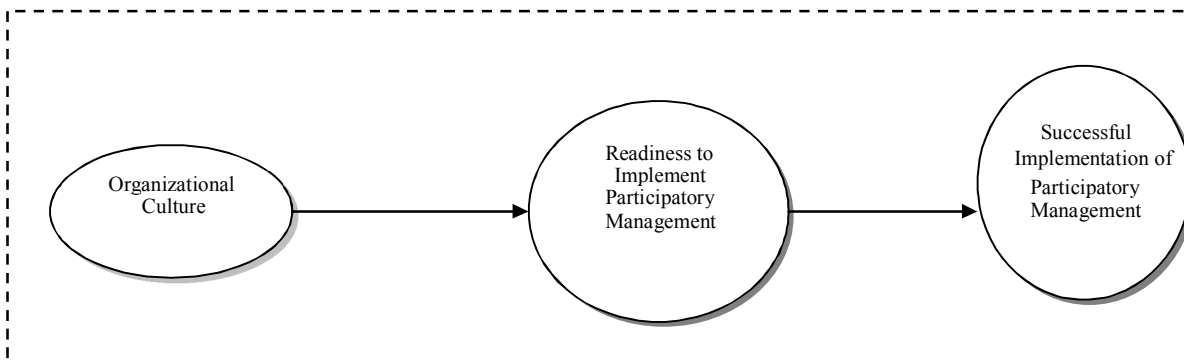 Organizational
Culture
Readiness to
Implement
Participatory
Management
Successful
Implementation of
Participatory
Management